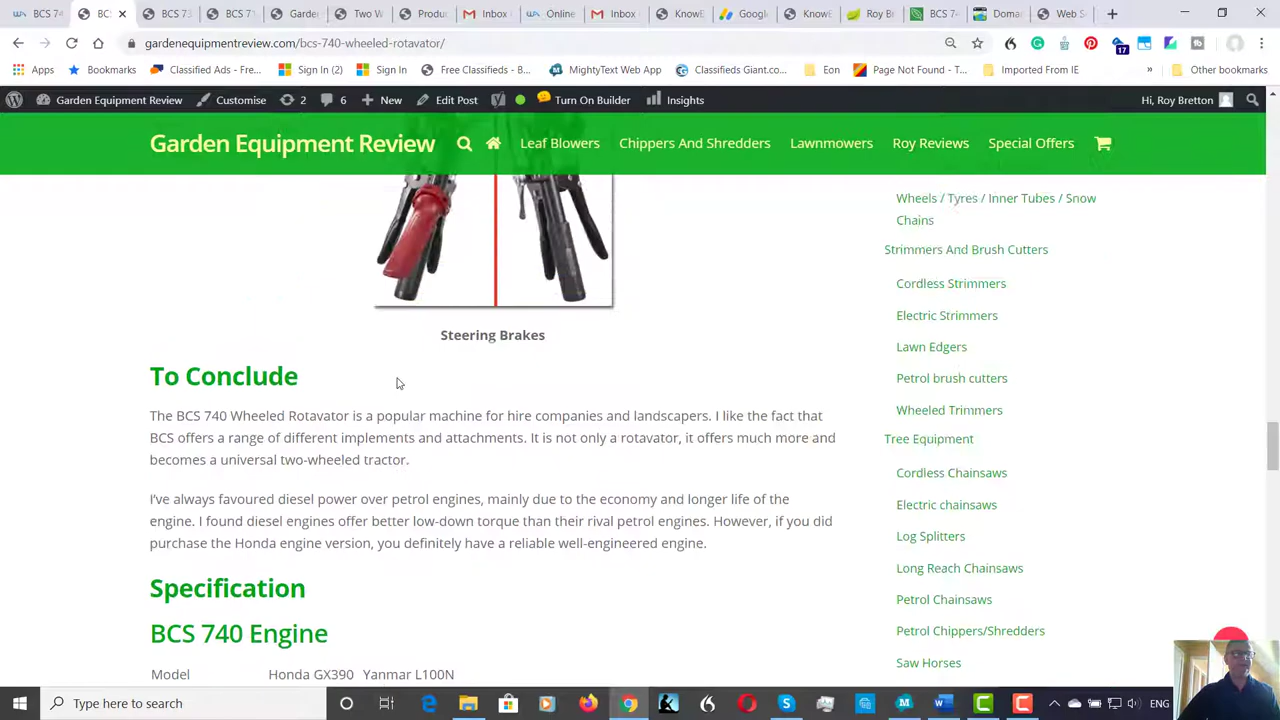 BCS
BCS 73
BCS 7
Garden
Two W
Produc
Inbox
Online
Inbox
KnowB
Google
KnowE
Roy Br
BCS 74
Domai
Web S
gardenequipmentreview.com/bcs-740-wheeled-rotavator/
17
Apps
Bookmarks
Classified Ads - Fre...
Sign In (2)
Sign In
Free Classifieds - B...
MightyText Web App
Classifieds Giant.co...
Eon
Page Not Found - T...
Imported From IE
Other bookmarks
Garden Equipment Review
Customise
2
6
New
Edit Post
Turn On Builder
Insights
Hi, Roy Bretton
Garden Equipment Review
Leaf Blowers
Chippers And Shredders
Lawnmowers
Roy Reviews
Special Offers
Steering Brakes
To Conclude
The BCS 740 Wheeled Rotavator is a popular machine for hire companies and landscapers. I like the fact that
BCS offers a range of different implements and attachments. It is not only a rotavator, it offers much more and
becomes a universal two-wheeled tractor.
I've always favoured diesel power over petrol engines, mainly due to the economy and longer life of the
engine. I found diesel engines offer better low-down torque than their rival petrol engines. However, if you did
purchase the Honda engine version, you definitely have a reliable well-engineered engine.
Specification
BCS 740 Engine
Model Honda GX390 Yanmar L100N
Wheels / Tyres / Inner Tubes / Snow
Chains
Strimmers And Brush Cutters
Cordless Strimmers
Electric Strimmers
Lawn Edgers
Petrol brush cutters
Wheeled Trimmers
Tree Equipment
Cordless Chainsaws
Electric chainsaws
Log Splitters
Long Reach Chainsaws
Petrol Chainsaws
Petrol Chippers/Shredders
Saw Horses
Type here to search
ENG